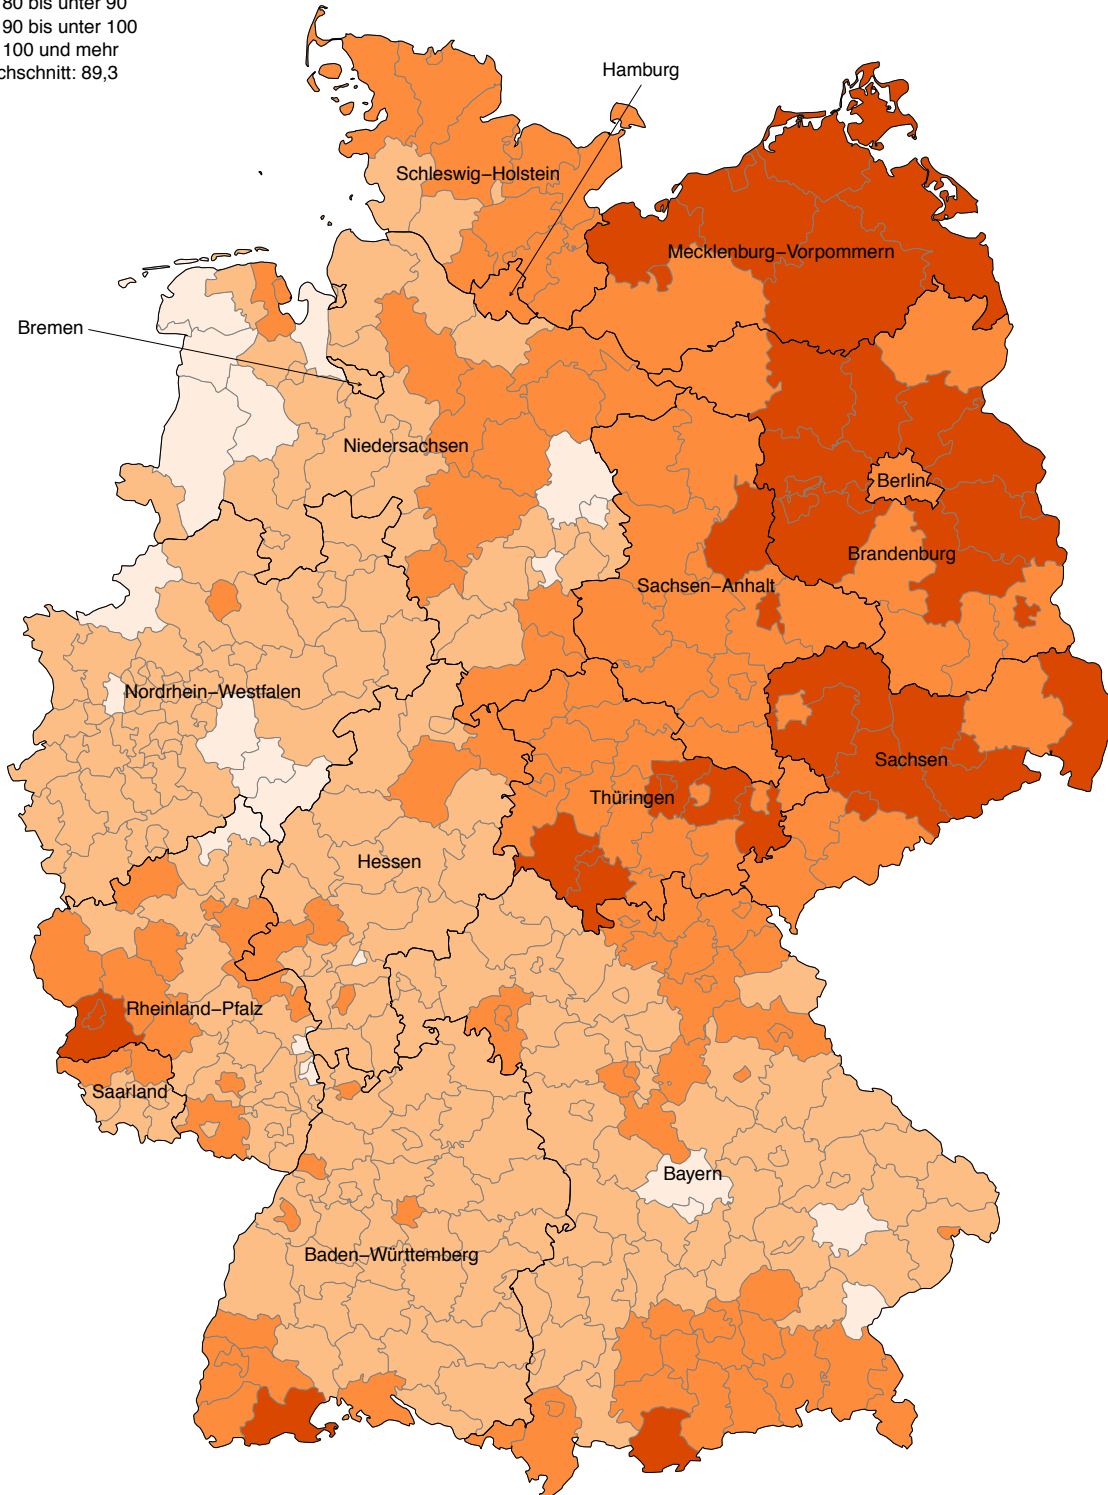 80 bis unter 90
90 bis unter 100
100 und mehr
chschnitt: 89,3
Hamburg
Schleswig−Holstein
Mecklenburg−Vorpommern
Bremen
Niedersachsen
Berlin
Brandenburg
Sachsen−Anhalt
Nordrhein−Westfalen
Sachsen
Thüringen
Hessen
Rheinland−Pfalz
Saarland
Bayern
Baden−Württemberg